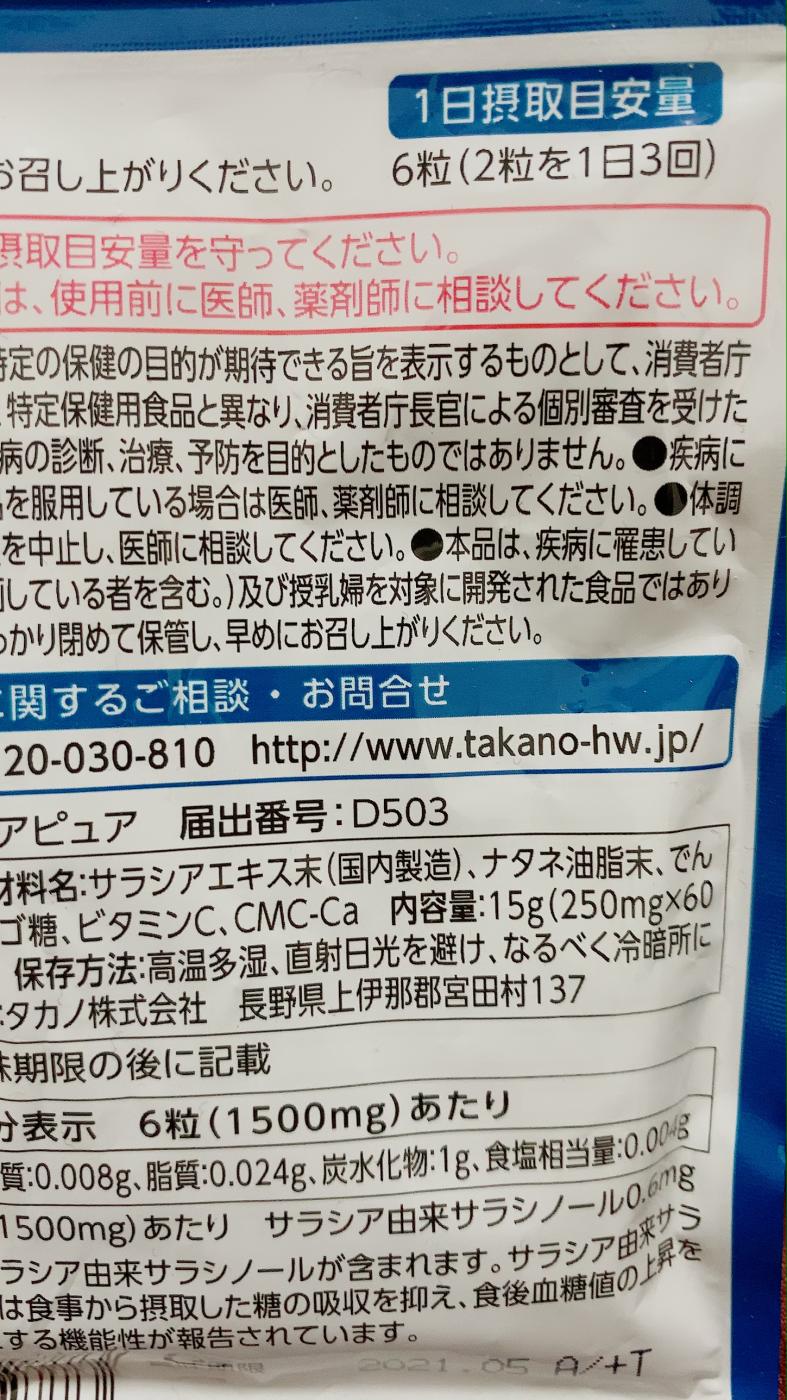 1日摂取目安量
お召し上がりください。 6粒(2粒を1日3回)
摂取目安量を守ってください。
は、使用前に医師、薬剤師に相談してください。
特定の保健の目的が期待できる旨を表示するものとして、消費者庁
特定保健用食品と異なり、消費者庁長官による個別審査を受けた
病の診断、治療、予防を目的としたものではありません。●疾病に
を服用している場合は医師、薬剤師に相談してください。●体調
を中止し、医師に相談してください。●本品は、疾病に罹患してい
している者を含む。)及び授乳婦を対象に開発された食品ではあり
っかり閉めて保管し、早めにお召し上がりください。
に関するご相談・お問合せ
20-030-810 http://www.takano-hw.jp/
アピュア 届出番号:D503
材料名:サラシアエキス末(国内製造)、ナタネ油脂末、でん
ゴ糖、ビタミンC、CMC-Ca 内容量:15g(250mg×60
保存方法:高温多湿、直射日光を避け、なるべく冷暗所に
:タカノ株式会社 長野県上伊那郡宮田村137
味期限の後に記載
分表示 6粒(1500mg)あたり
質:0.008g、脂質:0.024g、炭水化物:1g、食塩相当量:0.004g
1500mg)あたり サラシア由来サラシノール0.6mg
ラシア由来サラシノールが含まれます。サラシア由来サラ
は食事から摂取した糖の吸収を抑え、食後血糖値の上昇を
する機能性が報告されています。
2021.05 A/+T